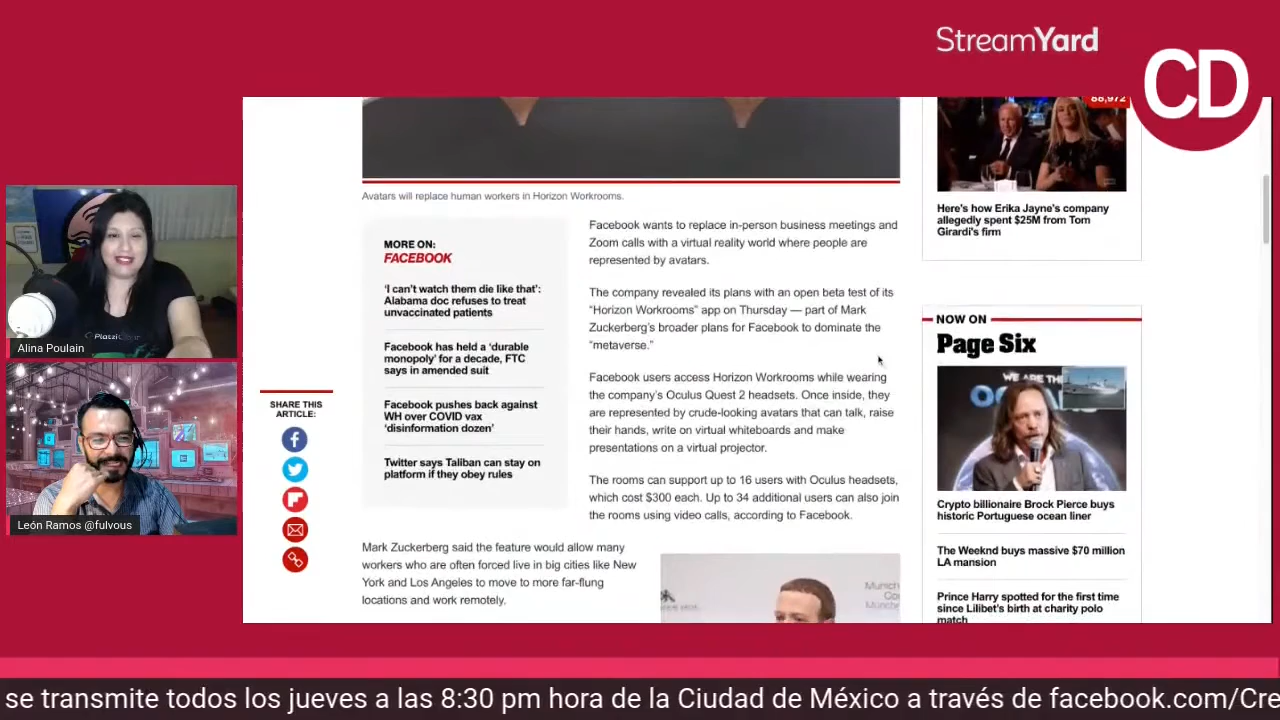 StreamYard
CD
88,972
Avatars will replace human workers in Horizon Workrooms.
MORE ON:
FACEBOOK
‘I can’t watch them die like that’:
Alabama doc refuses to treat
unvaccinated patients
Facebook has held a ‘durable
monopoly’ for a decade, FTC
says in amended suit
Facebook pushes back against
WH over COVID vax
‘disinformation dozen’
Twitter says Taliban can stay on
platform if they obey rules
Facebook wants to replace in-person business meetings and
Zoom calls with a virtual reality world where people are
represented by avatars.
The company revealed its plans with an open beta test of its
“Horizon Workrooms” app on Thursday — part of Mark
Zuckerberg’s broader plans for Facebook to dominate the
“metaverse.”
Facebook users access Horizon Workrooms while wearing
the company’s Oculus Quest 2 headsets. Once inside, they
are represented by crude-looking avatars that can talk, raise
their hands, write on virtual whiteboards and make
presentations on a virtual projector.
The rooms can support up to 16 users with Oculus headsets,
which cost $300 each. Up to 34 additional users can also join
the rooms using video calls, according to Facebook.
Mark Zuckerberg said the feature would allow many
workers who are often forced live in big cities like New
York and Los Angeles to move to more far-flung
locations and work remotely.
SHARE THIS
ARTICLE:
Here's how Erika Jayne's company
allegedly spent $25M from Tom
Girardi's firm
NOW ON
Page Six
WE ARE THE
Crypto billionaire Brock Pierce buys
historic Portuguese ocean liner
The Weeknd buys massive $70 million
LA mansion
Prince Harry spotted for the first time
since Lilibet's birth at charity polo
match
Alina Poulain
León Ramos @fulvous
se transmite todos los jueves a las 8:30 pm hora de la Ciudad de México a través de facebook.com/Cre